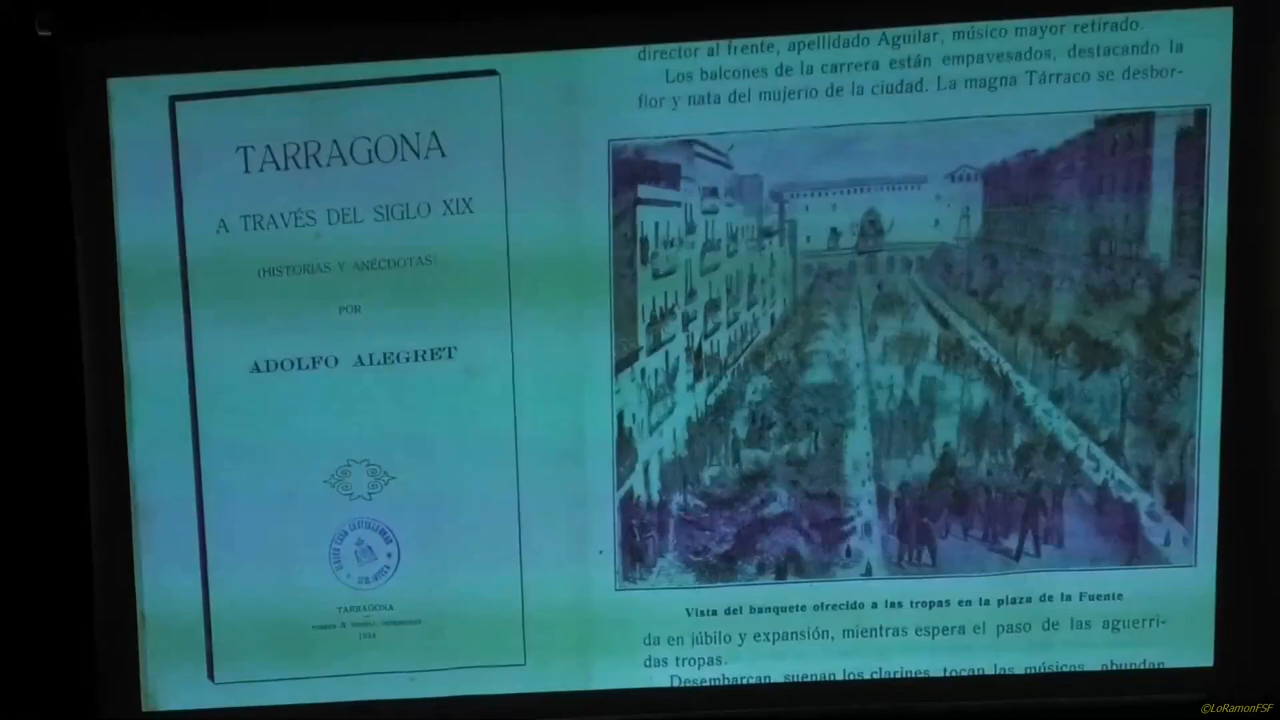 TARRAGONA
A TRAVÉS DEL SIGLO XIX
(HISTORIAS Y ANÉCDOTAS)
POR
ADOLFO ALEGRET
BIBLIOTECA
TARRAGONA
director al frente, apellidado Aguilar, músico mayor retirado.
Los balcones de la carrera están empavesados, destacando la
flor y nata del mujerio de la ciudad. La magna Tárraco se desbor-
Vista del banquete ofrecido a las tropas en la plaza de la Fuente
da en júbilo y expansión, mientras espera el paso de las aguerri-
das tropas.
Desembarcan, suenan los clarines, tocan las músicas, abundan
©LoRamonFSF